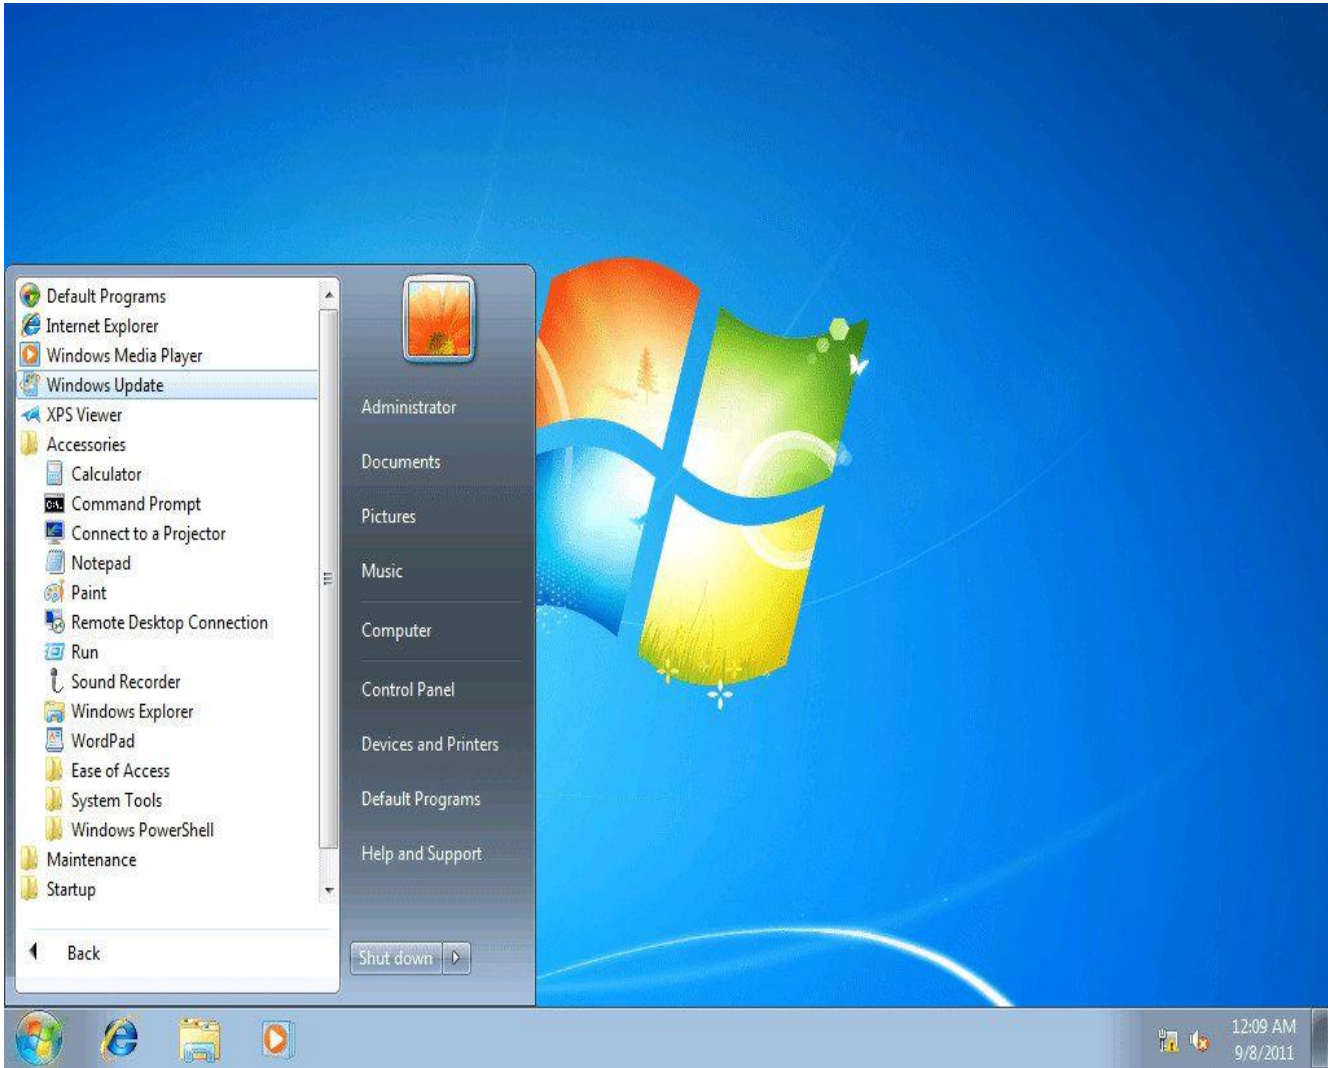 Default Programs
Internet Explorer
Windows Media Player
Windows Update
XPS Viewer
Accessories
Calculator
Command Prompt
Connect to a Projector
Notepad
Paint
Remote Desktop Connection
Run
Sound Recorder
Windows Explorer
WordPad
Ease of Access
System Tools
Windows PowerShell
Maintenance
Startup
Back
Administrator
Documents
Pictures
Music
Computer
Control Panel
Devices and Printers
Default Programs
Help and Support
Shut down
12:09 AM
9/8/2011